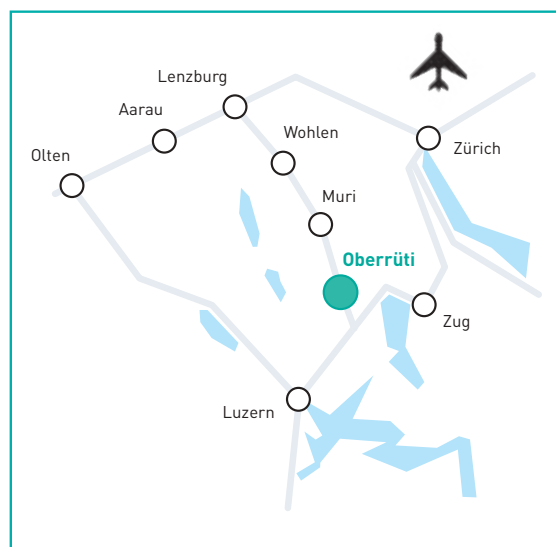 Lenzburg
Aarau
Wohlen
Zürich
Olten
Muri
Oberrüti
Zug
Luzern